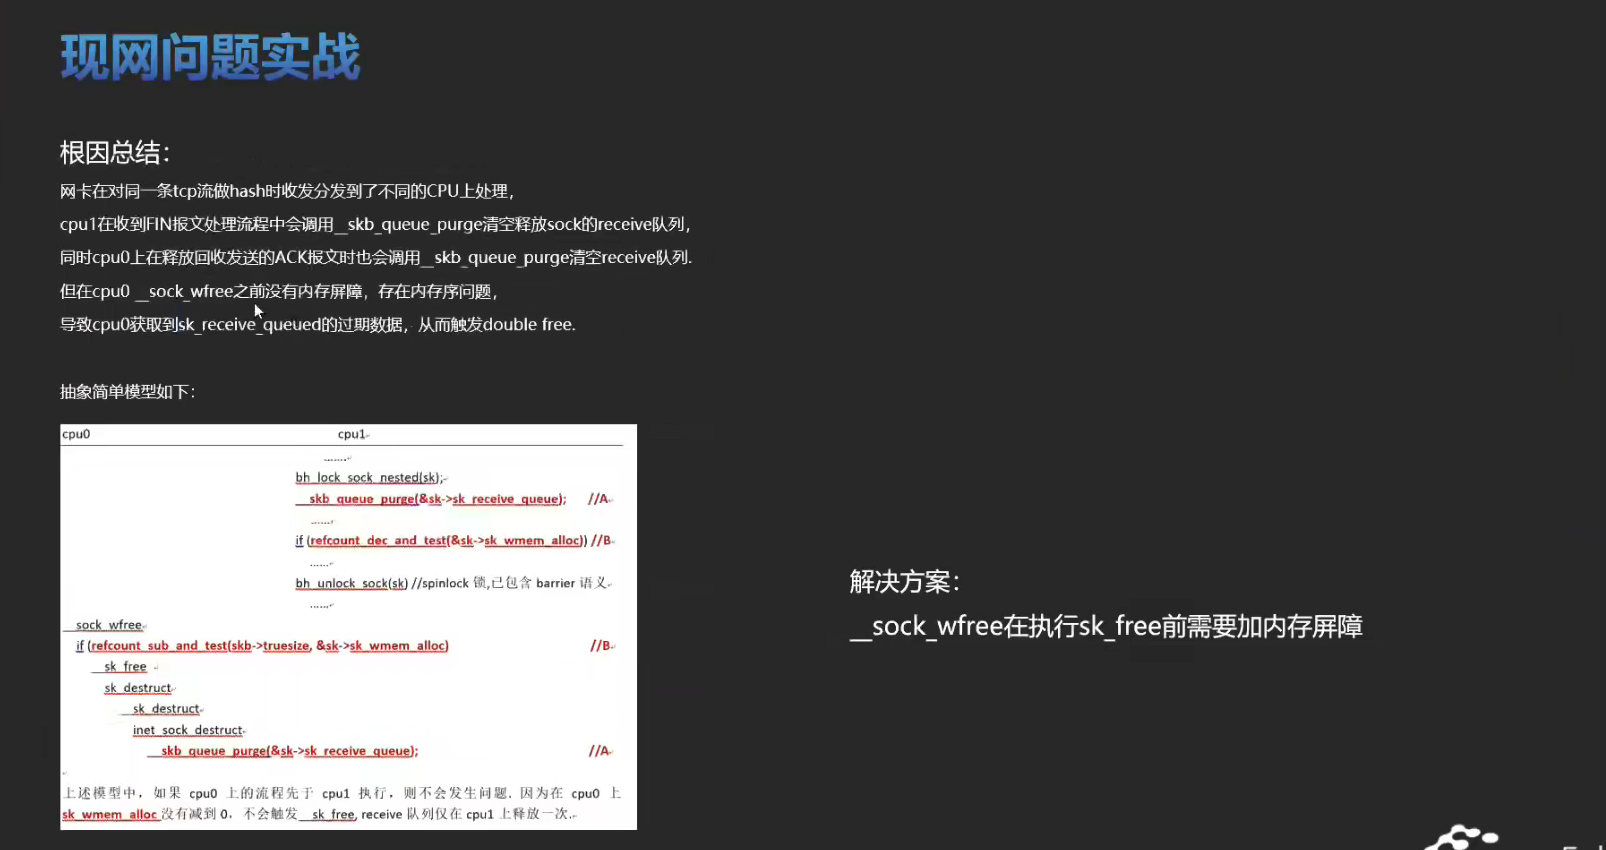 现网问题实战
根因总结：
网卡在对同一条tcp流做hash时收发分发到了不同的CPU上处理，
cpu1在收到FIN报文处理流程中会调用__skb_queue_purge清空释放sock的receive队列，
同时cpu0上在释放回收发送的ACK报文时也会调用__skb_queue_purge清空receive队列.
但在cpu0 __sock_wfree之前没有内存屏障，存在内存序问题，
导致cpu0获取到sk_receive_queued的过期数据，从而触发double free.
抽象简单模型如下：
cpu0 cpu1
.......
bh_lock_sock_nested(sk);
__skb_queue_purge(&sk->sk_receive_queue); //A
......
if (refcount_dec_and_test(&sk->sk_wmem_alloc)) //B
......
bh_unlock_sock(sk) //spinlock 锁,已包含 barrier 语义
......
__sock_wfree
if (refcount_sub_and_test(skb->truesize, &sk->sk_wmem_alloc) //B
__sk_free
sk_destruct
__sk_destruct
inet_sock_destruct
__skb_queue_purge(&sk->sk_receive_queue); //A
上述模型中，如果 cpu0 上的流程先于 cpu1 执行，则不会发生问题. 因为在 cpu0 上
sk_wmem_alloc 没有减到 0，不会触发__sk_free, receive 队列仅在 cpu1 上释放一次.
解决方案：
__sock_wfree在执行sk_free前需要加内存屏障